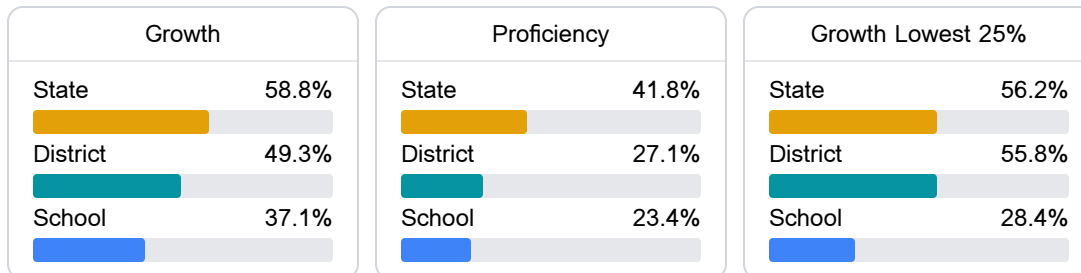 Growth
State 58.8%
District 49.3%
School 37.1%
Proficiency
State 41.8%
District 27.1%
School 23.4%
Growth Lowest 25%
State 56.2%
District 55.8%
School 28.4%